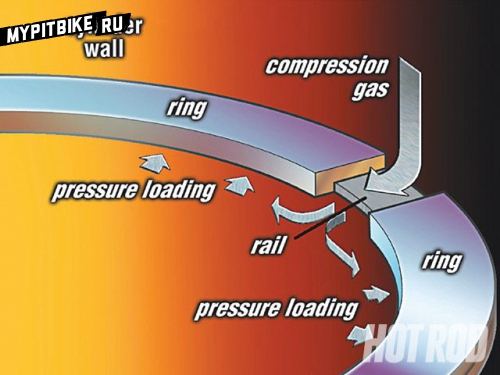 MYPITBIKE.RU
wall
compression
gas
ring
pressure loading
rail
ring
pressure loading
HOT ROD